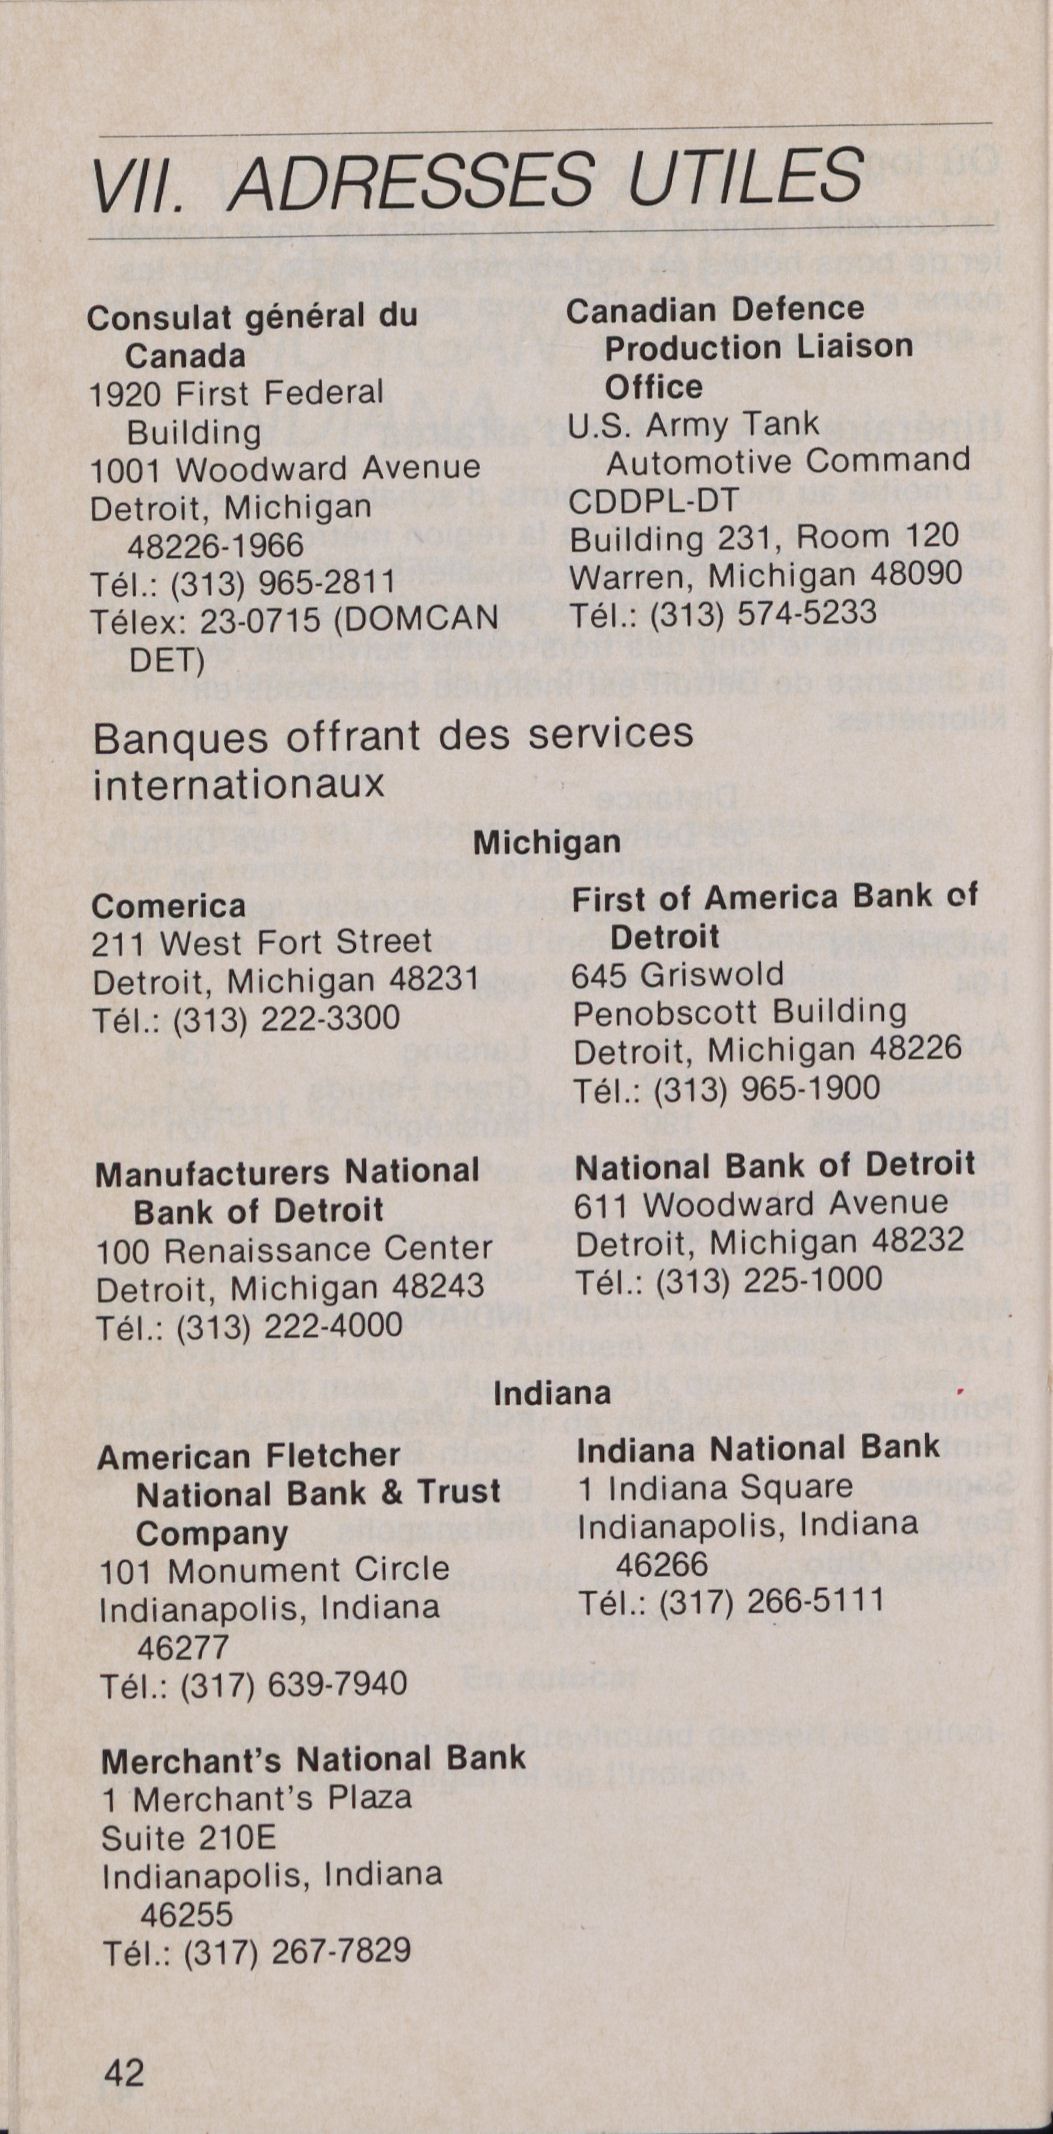 VII. ADRESSES UTILES
Consulat général du
Canada
1920 First Federal
Building
1001 Woodward Avenue
Detroit, Michigan
48226-1966
Tél.: (313) 965-2811
Télex: 23-0715 (DOMCAN
DET)
Canadian Defence
Production Liaison
Office
U.S. Army Tank
Automotive Command
CDDPL-DT
Building 231, Room 120
Warren, Michigan 48090
Tél.: (313) 574-5233
Banques offrant des services
internationaux
Michigan
Comerica
211 West Fort Street
Detroit, Michigan 48231
Tél.: (313) 222-3300
First of America Bank of
Detroit
645 Griswold
Penobscott Building
Detroit, Michigan 48226
Tél.: (313) 965-1900
Manufacturers National
Bank of Detroit
100 Renaissance Center
Detroit, Michigan 48243
Tél.: (313) 222-4000
National Bank of Detroit
611 Woodward Avenue
Detroit, Michigan 48232
Tél.: (313) 225-1000
Indiana
American Fletcher
National Bank & Trust
Company
101 Monument Circle
Indianapolis, Indiana
46277
Tél.: (317) 639-7940
Indiana National Bank
1 Indiana Square
Indianapolis, Indiana
46266
Tél.: (317) 266-5111
Merchant's National Bank
1 Merchant's Plaza
Suite 210E
Indianapolis, Indiana
46255
Tél.: (317) 267-7829
42